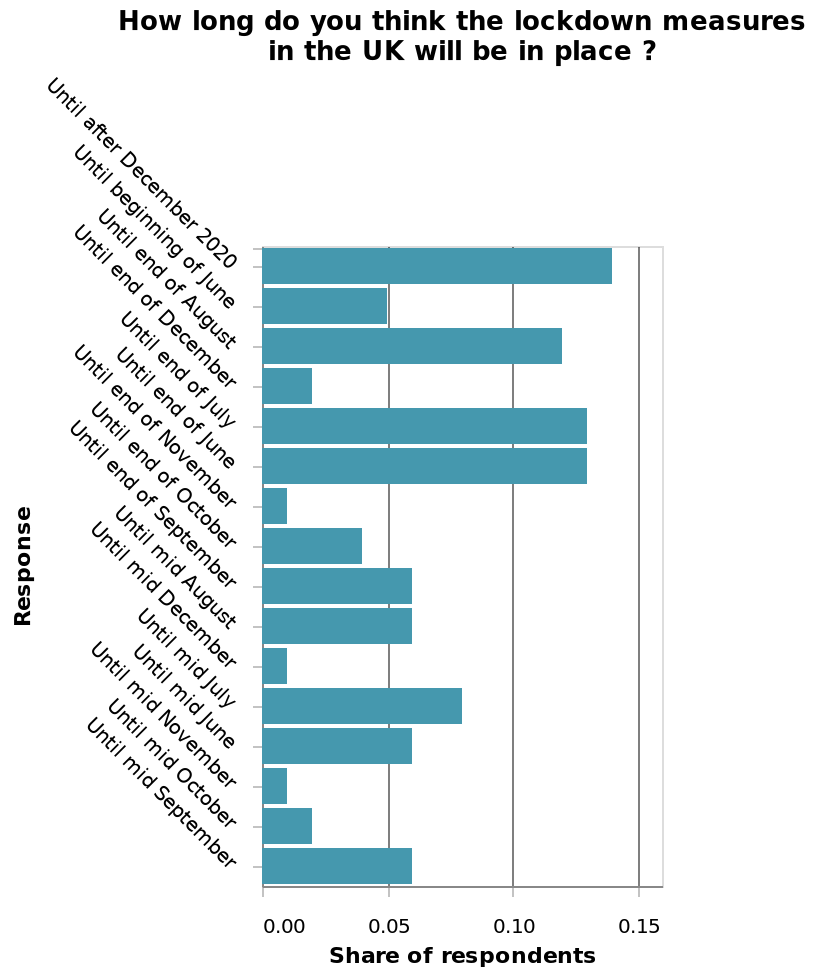 How long do you think the lockdown measures
in the UK will be in place ?
Until after December 2020
Until beginning of June
Until end of August
Until end of December
Until end of July
Until end of June
Until end of November
Until end of October
Until end of September
Until mid August
Until mid December
Until mid July
Until mid June
Until mid November
Until mid October
Until mid September
Response
0.00 0.05 0.10 0.15
Share of respondents